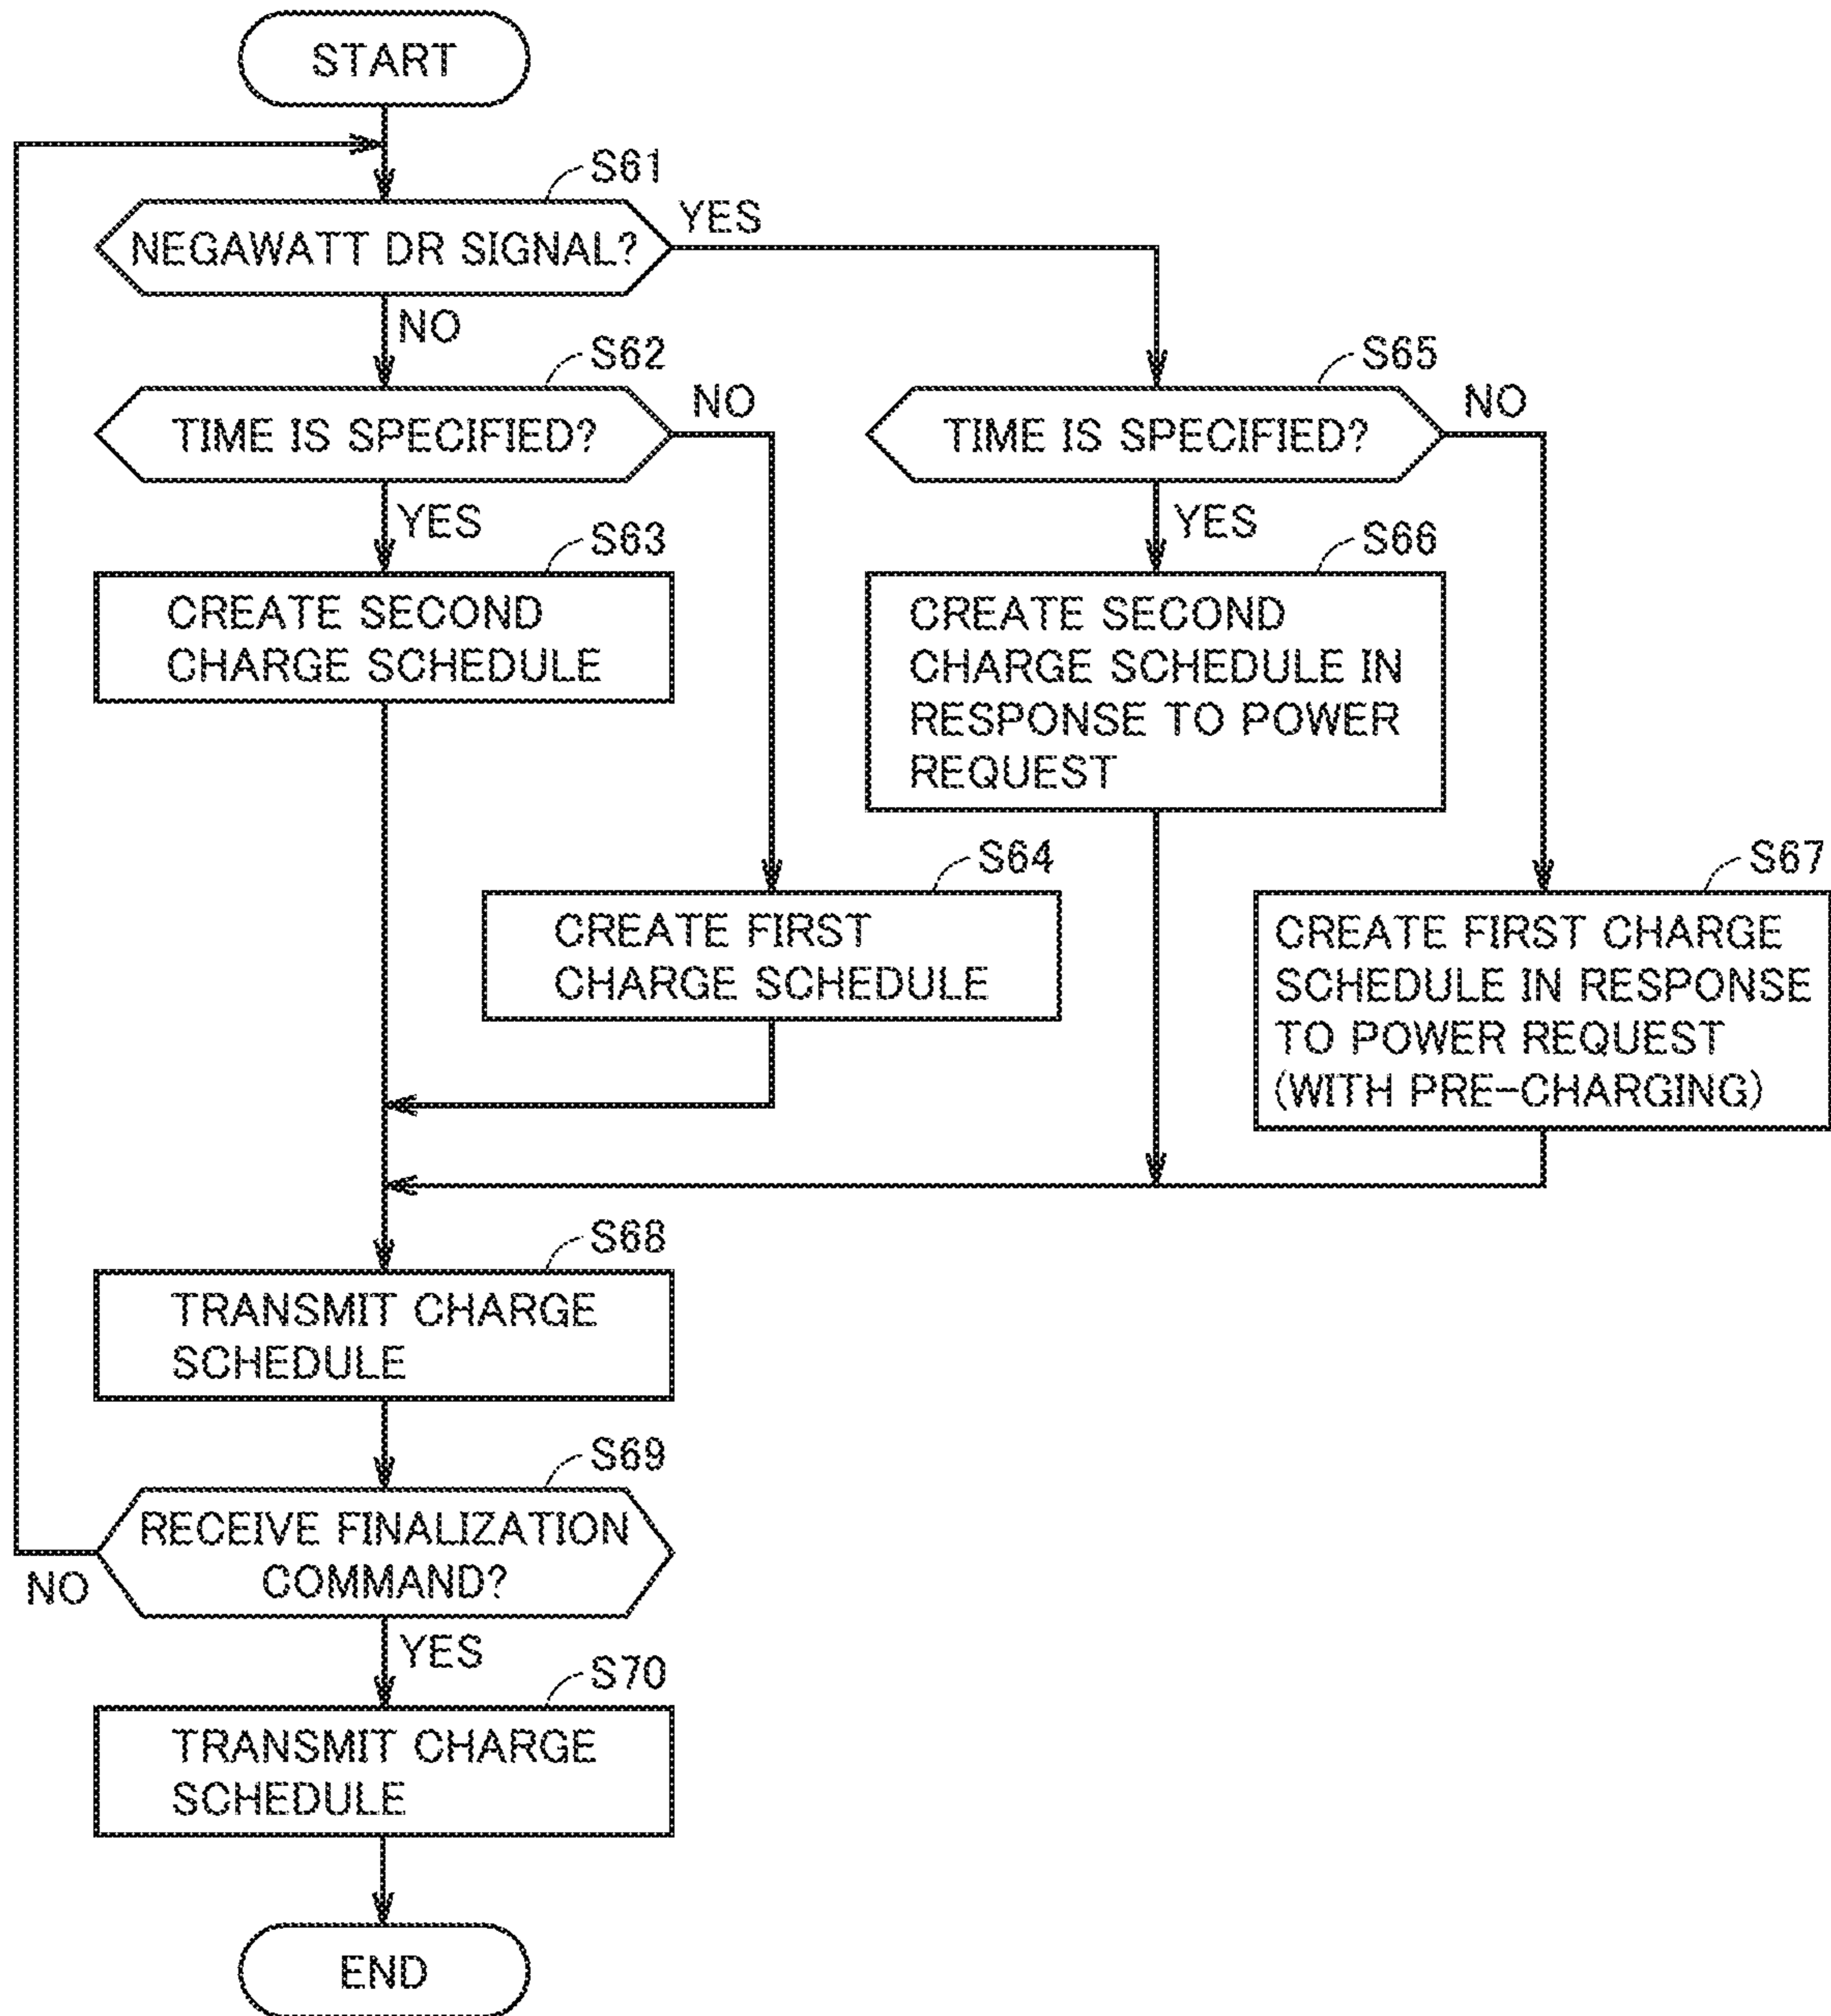 START
S61
NEGAWATT DR SIGNAL?
YES
NO
S62
TIME IS SPECIFIED?
NO
S65
TIME IS SPECIFIED?
NO
YES
S63
CREATE SECOND
CHARGE SCHEDULE
YES
S66
CREATE SECOND
CHARGE SCHEDULE IN
RESPONSE TO POWER
REQUEST
S64
CREATE FIRST
CHARGE SCHEDULE
S67
CREATE FIRST CHARGE
SCHEDULE IN RESPONSE
TO POWER REQUEST
(WITH PRE-CHARGING)
S68
TRANSMIT CHARGE
SCHEDULE
S69
RECEIVE FINALIZATION
COMMAND?
NO
YES
S70
TRANSMIT CHARGE
SCHEDULE
END